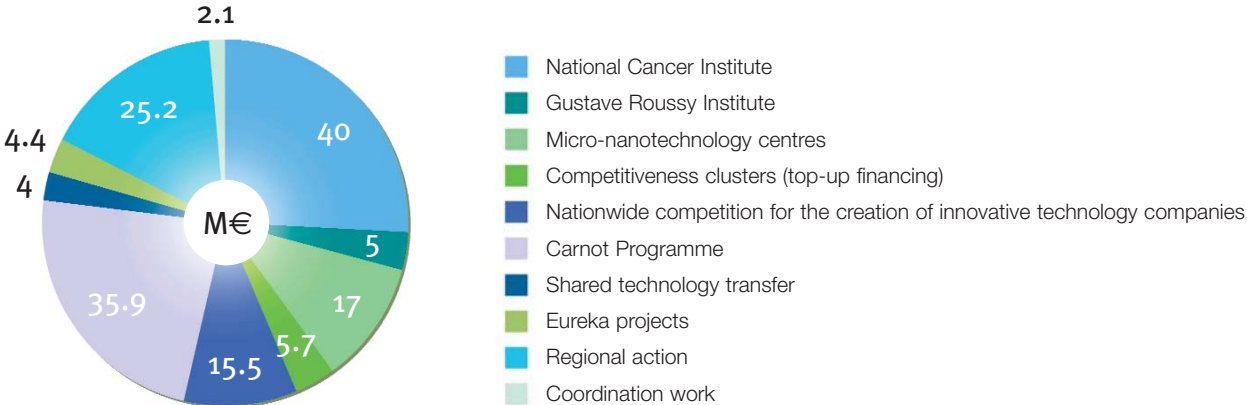 2.1
25.2
40
4.4
4
M€
5
35.9
17
5.7
15.5
National Cancer Institute
Gustave Roussy Institute
Micro-nanotechnology centres
Competitiveness clusters (top-up financing)
Nationwide competition for the creation of innovative technology companies
Carnot Programme
Shared technology transfer
Eureka projects
Regional action
Coordination work